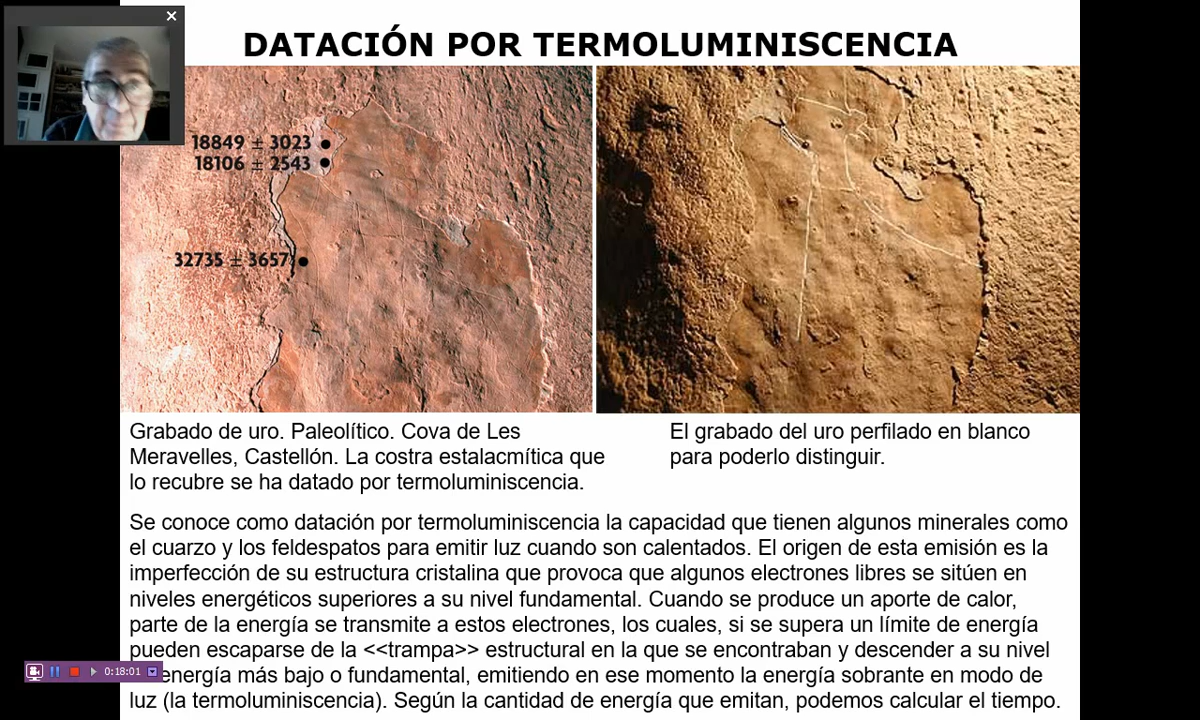 DATACIÓN POR TERMOLUMINISCENCIA
18849 ± 3023
18106 ± 2543
32735 ± 3657
Grabado de uro. Paleolítico. Cova de Les
Meravelles, Castellón. La costra estalacmítica que
lo recubre se ha datado por termoluminiscencia.
El grabado del uro perfilado en blanco
para poderlo distinguir.
Se conoce como datación por termoluminiscencia la capacidad que tienen algunos minerales como
el cuarzo y los feldespatos para emitir luz cuando son calentados. El origen de esta emisión es la
imperfección de su estructura cristalina que provoca que algunos electrones libres se sitúen en
niveles energéticos superiores a su nivel fundamental. Cuando se produce un aporte de calor,
parte de la energía se transmite a estos electrones, los cuales, si se supera un límite de energía
pueden escaparse de la <<trampa>> estructural en la que se encontraban y descender a su nivel
energía más bajo o fundamental, emitiendo en ese momento la energía sobrante en modo de
luz (la termoluminiscencia). Según la cantidad de energía que emitan, podemos calcular el tiempo.
0:18:01